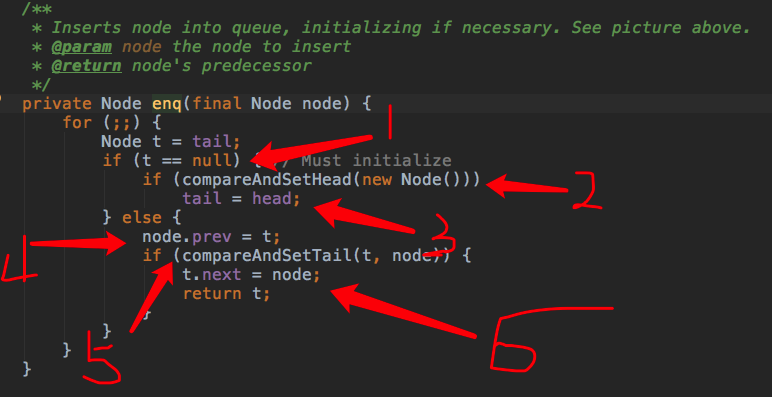 /**
* Inserts node into queue, initializing if necessary. See picture above.
* @param node the node to insert
* @return node's predecessor
*/
private Node enq(final Node node) {
for (;;) {
Node t = tail;
1
if (t == null) { // Must initialize
if (compareAndSetHead(new Node()))
2
tail = head;
} else {
3
node.prev = t;
4
if (compareAndSetTail(t, node)) {
t.next = node;
return t;
}
}
5
6
}
}